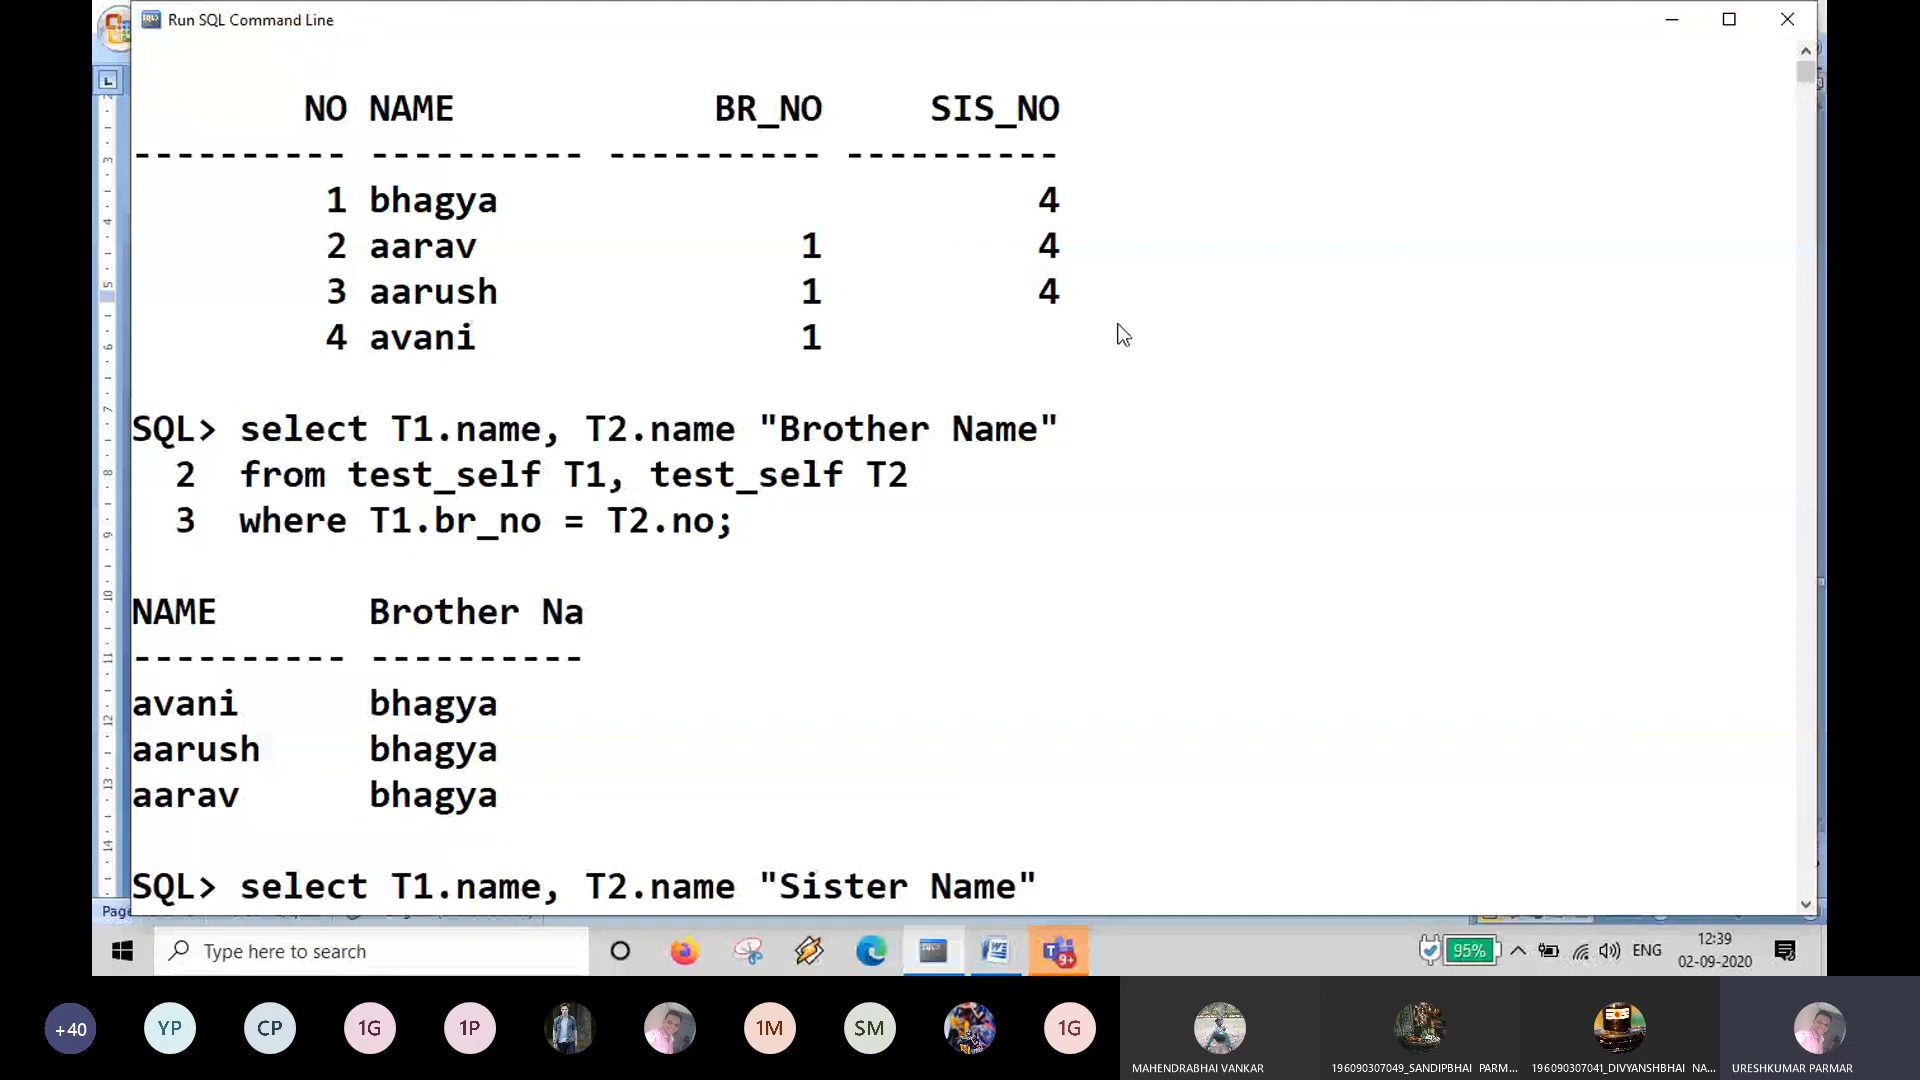 Run SQL Command Line
NO NAME BR_NO SIS_NO
---------- ---------- ---------- ----------
1 bhagya 4
2 aarav 1 4
3 aarush 1 4
4 avani 1
SQL> select T1.name, T2.name "Brother Name"
2 from test_self T1, test_self T2
3 where T1.br_no = T2.no;
NAME Brother Na
---------- ----------
avani bhagya
aarush bhagya
aarav bhagya
SQL> select T1.name, T2.name "Sister Name"
Page
Type here to search
95%
ENG
12:39
02-09-2020
9+
+40
YP
CP
1G
1P
1M
SM
1G
MAHENDRABHAI VANKAR
196090307049_SANDIPBHAI PARM...
196090307041_DIVYANSHBHAI NA...
URESHKUMAR PARMAR